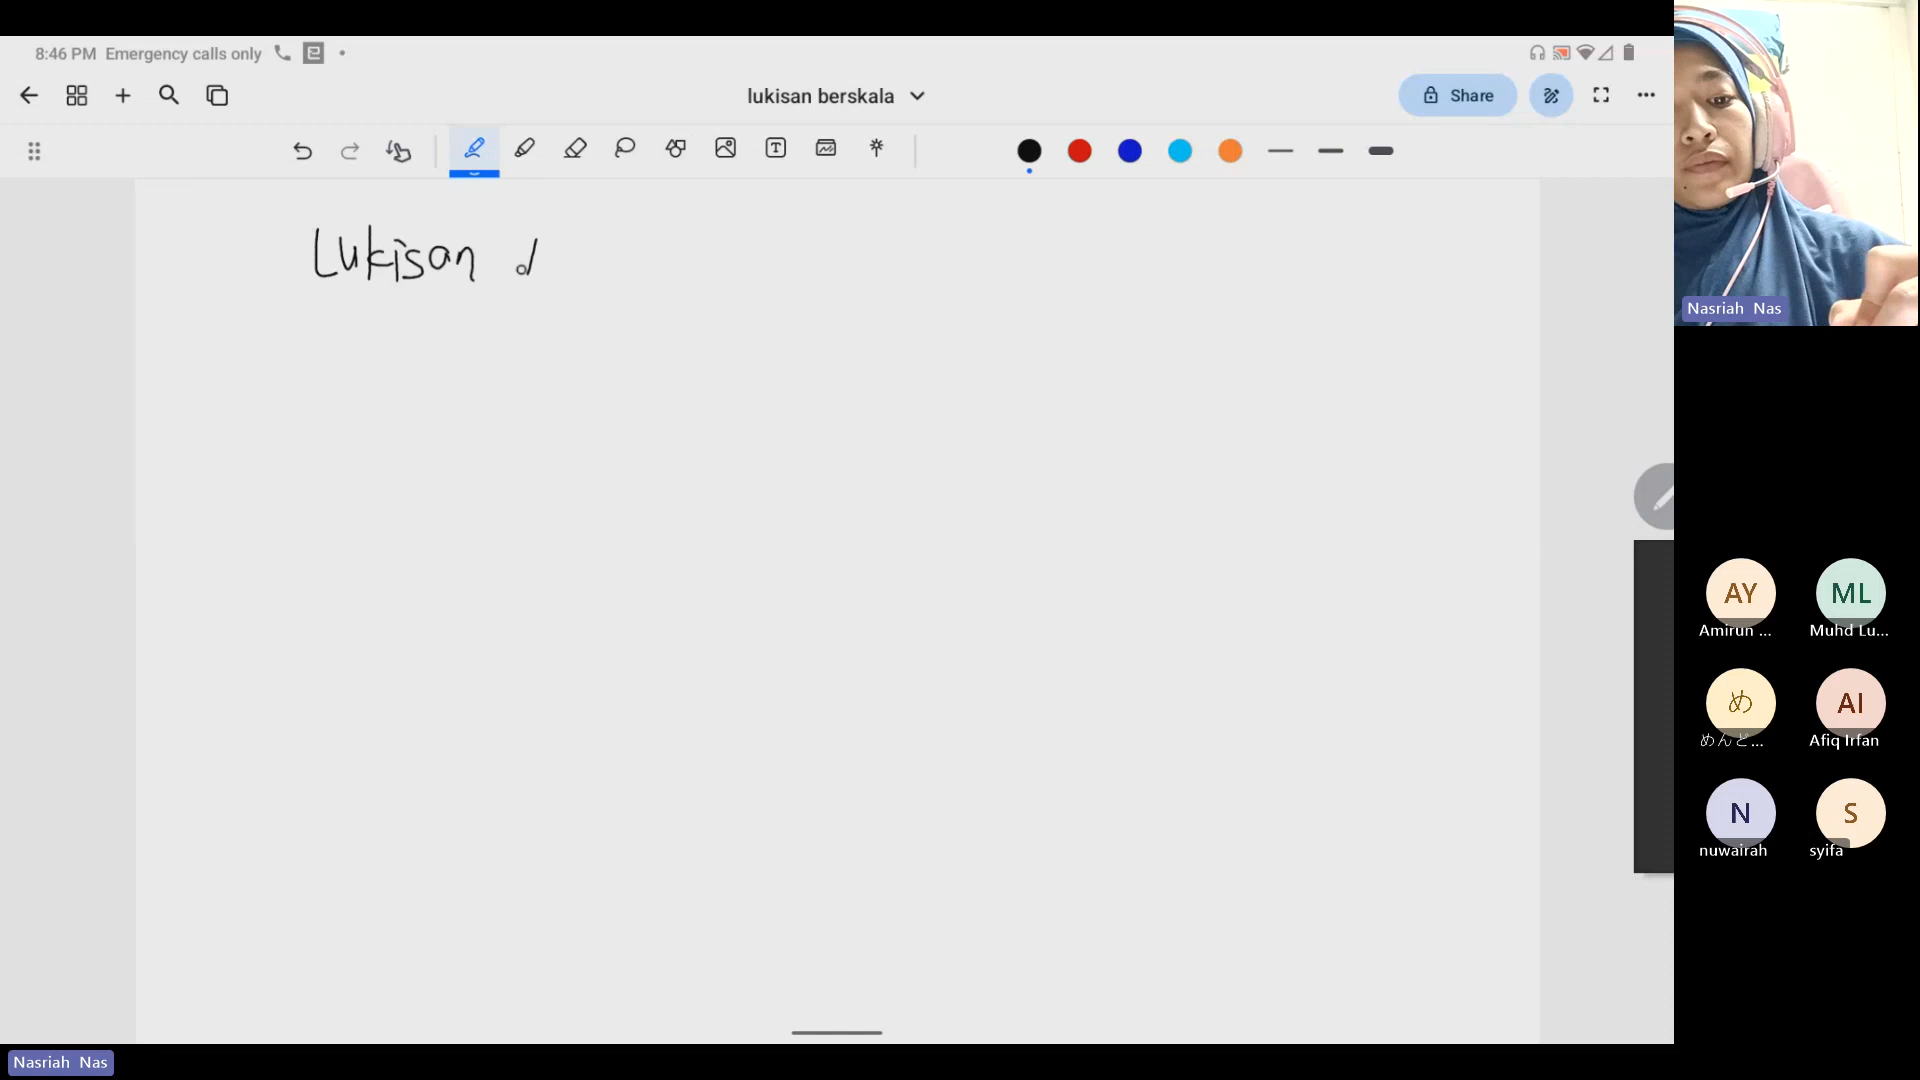 8:46 PM Emergency calls only
lukisan berskala
Share
Lukisan d
Nasriah Nas
AY
ML
Amirun ...
Muhd Lu...
め
AI
めんど...
Afiq Irfan
N
S
nuwairah
syifa
Nasriah Nas